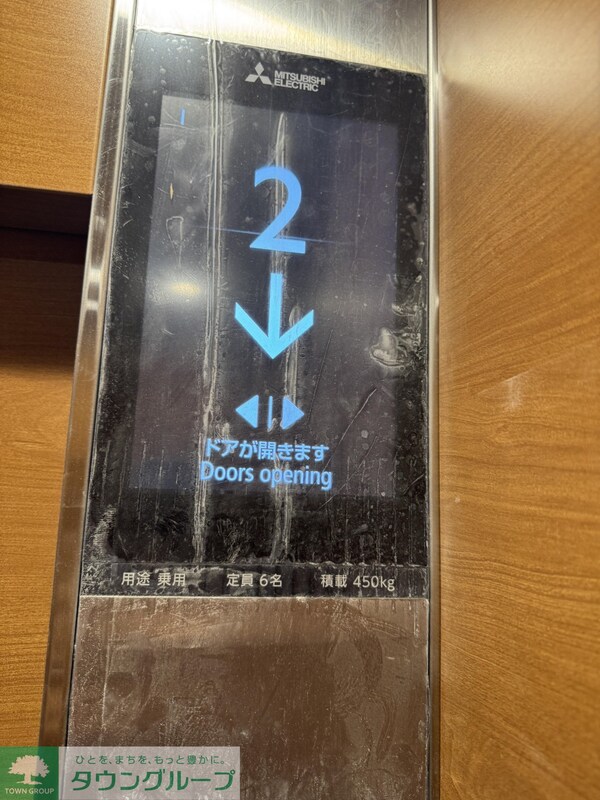 MITSUBISHI
ELECTRIC
2
ドアが開きます
Doors opening
用途 乗用 定員 6名 積載 450kg
ひとを、まちを、もっと豊かに。
タウングループ
TOWN GROUP